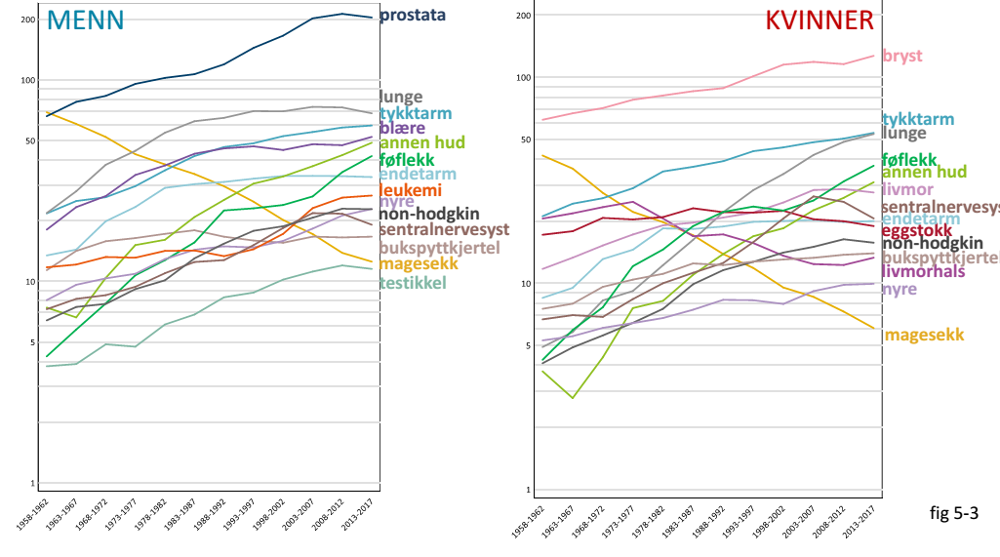 MENN
200
100
50
10
5
1
prostata
lunge
tykktarm
blære
annen hud
føflekk
endetarm
leukemi
nyre
non-hodgkin
sentralnervesyst
bukspyttkjertel
magesekk
testikkel
1958-1962
1963-1967
1968-1972
1973-1977
1978-1982
1983-1987
1988-1992
1993-1997
1998-2002
2003-2007
2008-2012
2013-2017
KVINNER
200
100
50
10
5
1
bryst
tykktarm
lunge
føflekk
annen hud
livmor
sentralnervesys
endetarm
eggstokk
non-hodgkin
bukspyttkjertel
livmorhals
nyre
magesekk
1958-1962
1963-1967
1968-1972
1973-1977
1978-1982
1983-1987
1988-1992
1993-1997
1998-2002
2003-2007
2008-2012
2013-2017
fig 5-3